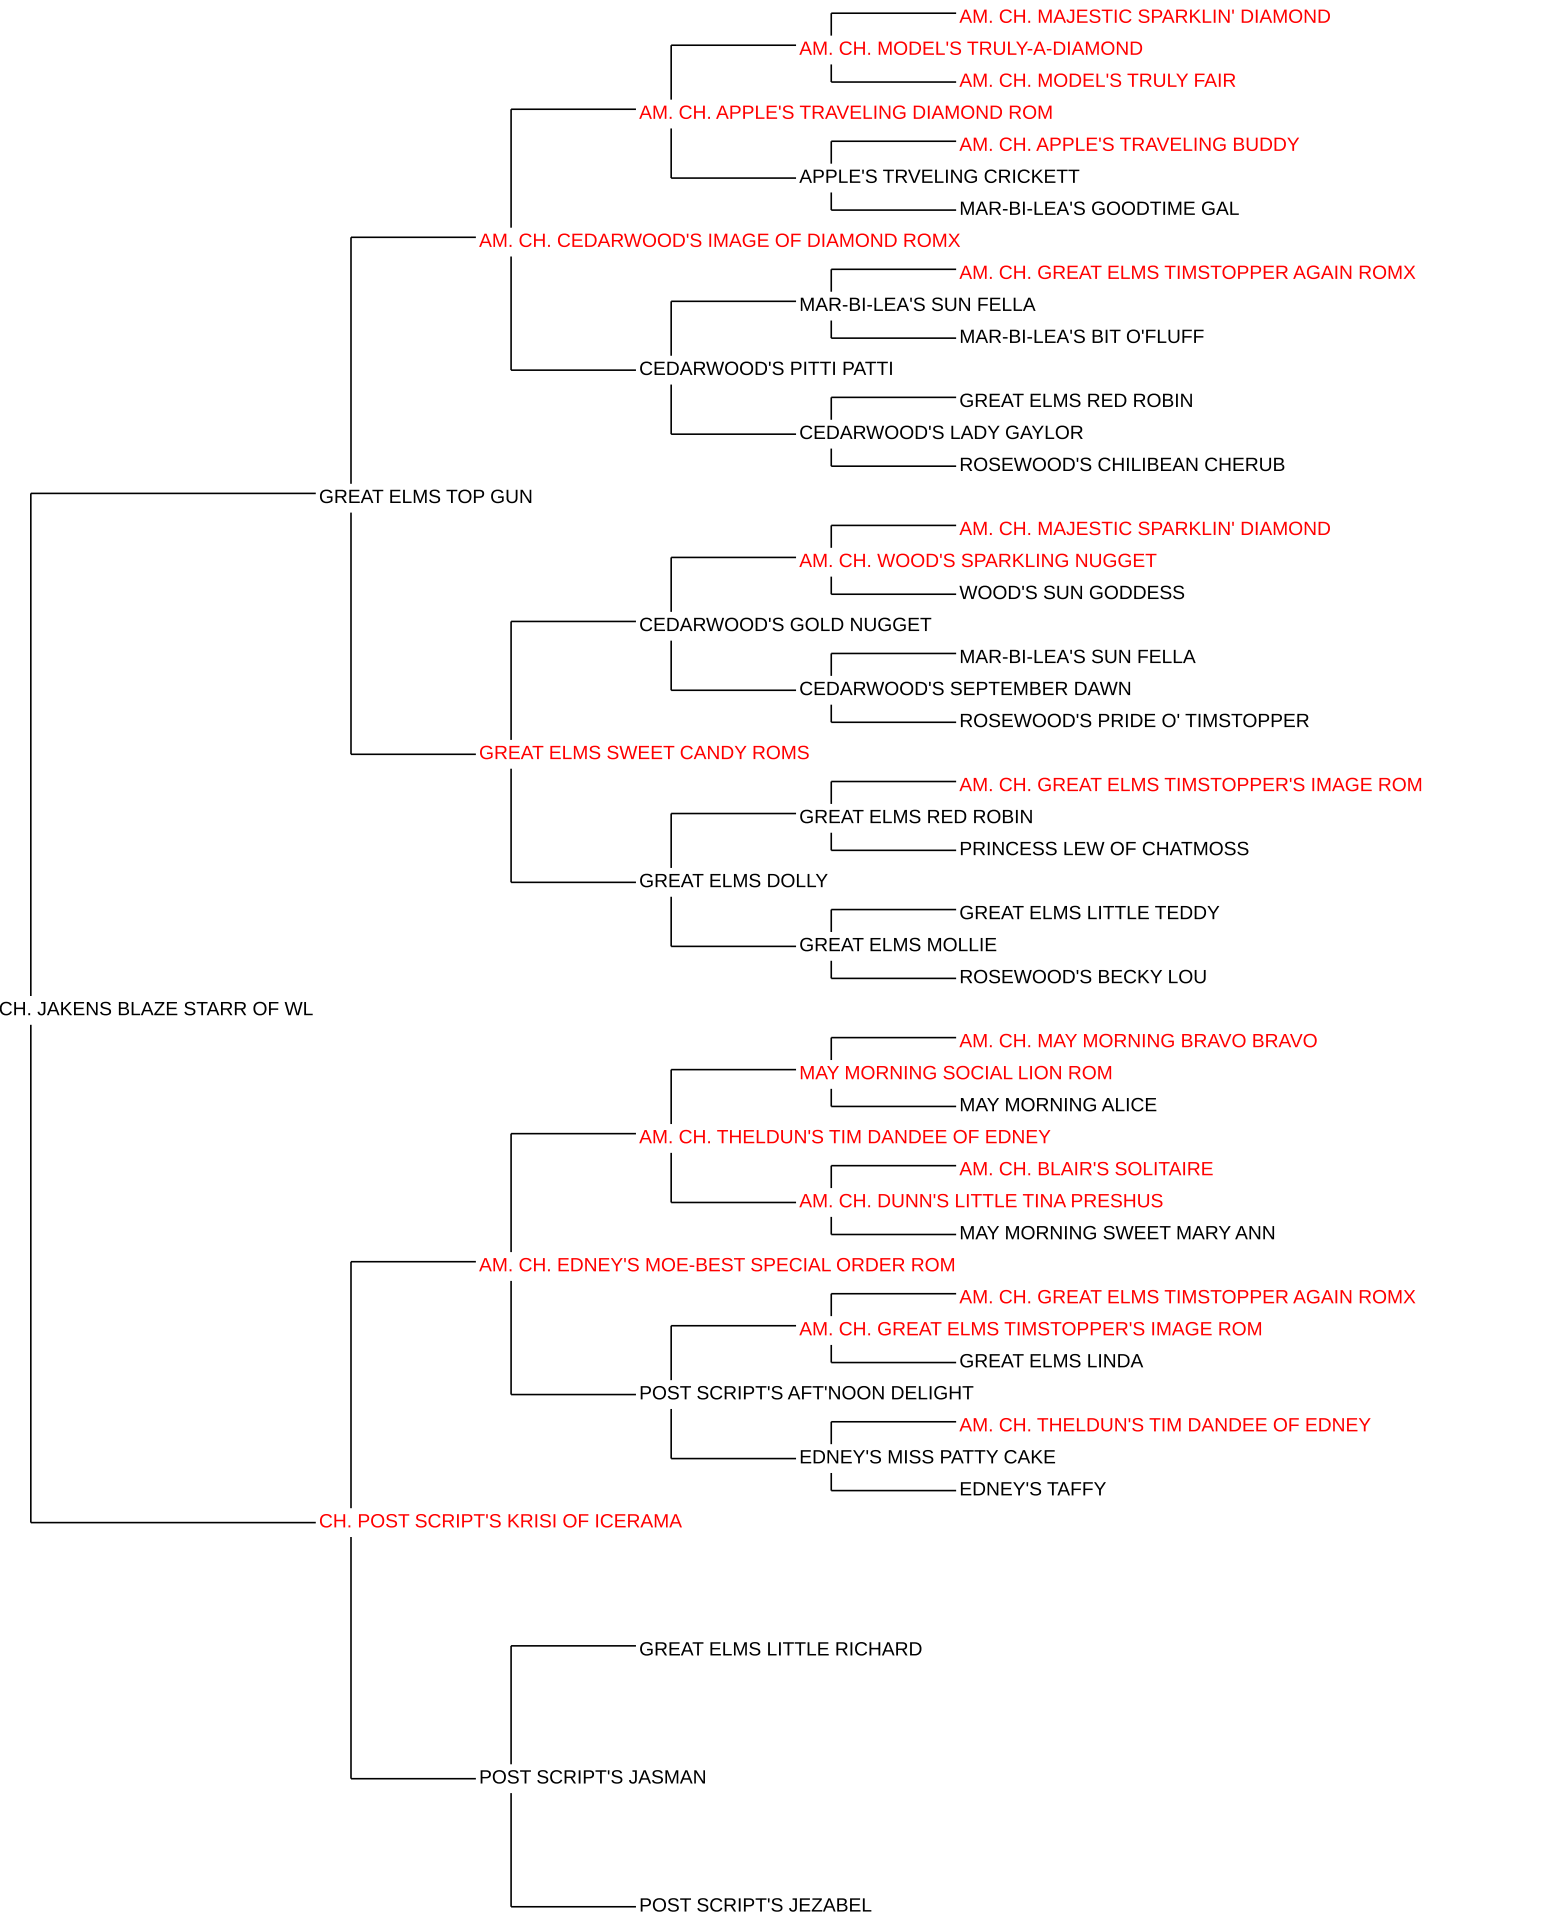 AM. CH. MAJESTIC SPARKLIN' DIAMOND
AM. CH. MODEL'S TRULY-A-DIAMOND
AM. CH. MODEL'S TRULY FAIR
AM. CH. APPLE'S TRAVELING DIAMOND ROM
AM. CH. APPLE'S TRAVELING BUDDY
APPLE'S TRVELING CRICKETT
MAR-BI-LEA'S GOODTIME GAL
AM. CH. CEDARWOOD'S IMAGE OF DIAMOND ROMX
AM. CH. GREAT ELMS TIMSTOPPER AGAIN ROMX
MAR-BI-LEA'S SUN FELLA
MAR-BI-LEA'S BIT O'FLUFF
CEDARWOOD'S PITTI PATTI
GREAT ELMS RED ROBIN
CEDARWOOD'S LADY GAYLOR
ROSEWOOD'S CHILIBEAN CHERUB
GREAT ELMS TOP GUN
AM. CH. MAJESTIC SPARKLIN' DIAMOND
AM. CH. WOOD'S SPARKLING NUGGET
WOOD'S SUN GODDESS
CEDARWOOD'S GOLD NUGGET
MAR-BI-LEA'S SUN FELLA
CEDARWOOD'S SEPTEMBER DAWN
ROSEWOOD'S PRIDE O' TIMSTOPPER
GREAT ELMS SWEET CANDY ROMS
AM. CH. GREAT ELMS TIMSTOPPER'S IMAGE ROM
GREAT ELMS RED ROBIN
PRINCESS LEW OF CHATMOSS
GREAT ELMS DOLLY
GREAT ELMS LITTLE TEDDY
GREAT ELMS MOLLIE
ROSEWOOD'S BECKY LOU
CH. JAKENS BLAZE STARR OF WL
AM. CH. MAY MORNING BRAVO BRAVO
MAY MORNING SOCIAL LION ROM
MAY MORNING ALICE
AM. CH. THELDUN'S TIM DANDEE OF EDNEY
AM. CH. BLAIR'S SOLITAIRE
AM. CH. DUNN'S LITTLE TINA PRESHUS
MAY MORNING SWEET MARY ANN
AM. CH. EDNEY'S MOE-BEST SPECIAL ORDER ROM
AM. CH. GREAT ELMS TIMSTOPPER AGAIN ROMX
AM. CH. GREAT ELMS TIMSTOPPER'S IMAGE ROM
GREAT ELMS LINDA
POST SCRIPT'S AFT'NOON DELIGHT
AM. CH. THELDUN'S TIM DANDEE OF EDNEY
EDNEY'S MISS PATTY CAKE
EDNEY'S TAFFY
CH. POST SCRIPT'S KRISI OF ICERAMA
GREAT ELMS LITTLE RICHARD
POST SCRIPT'S JASMAN
POST SCRIPT'S JEZABEL